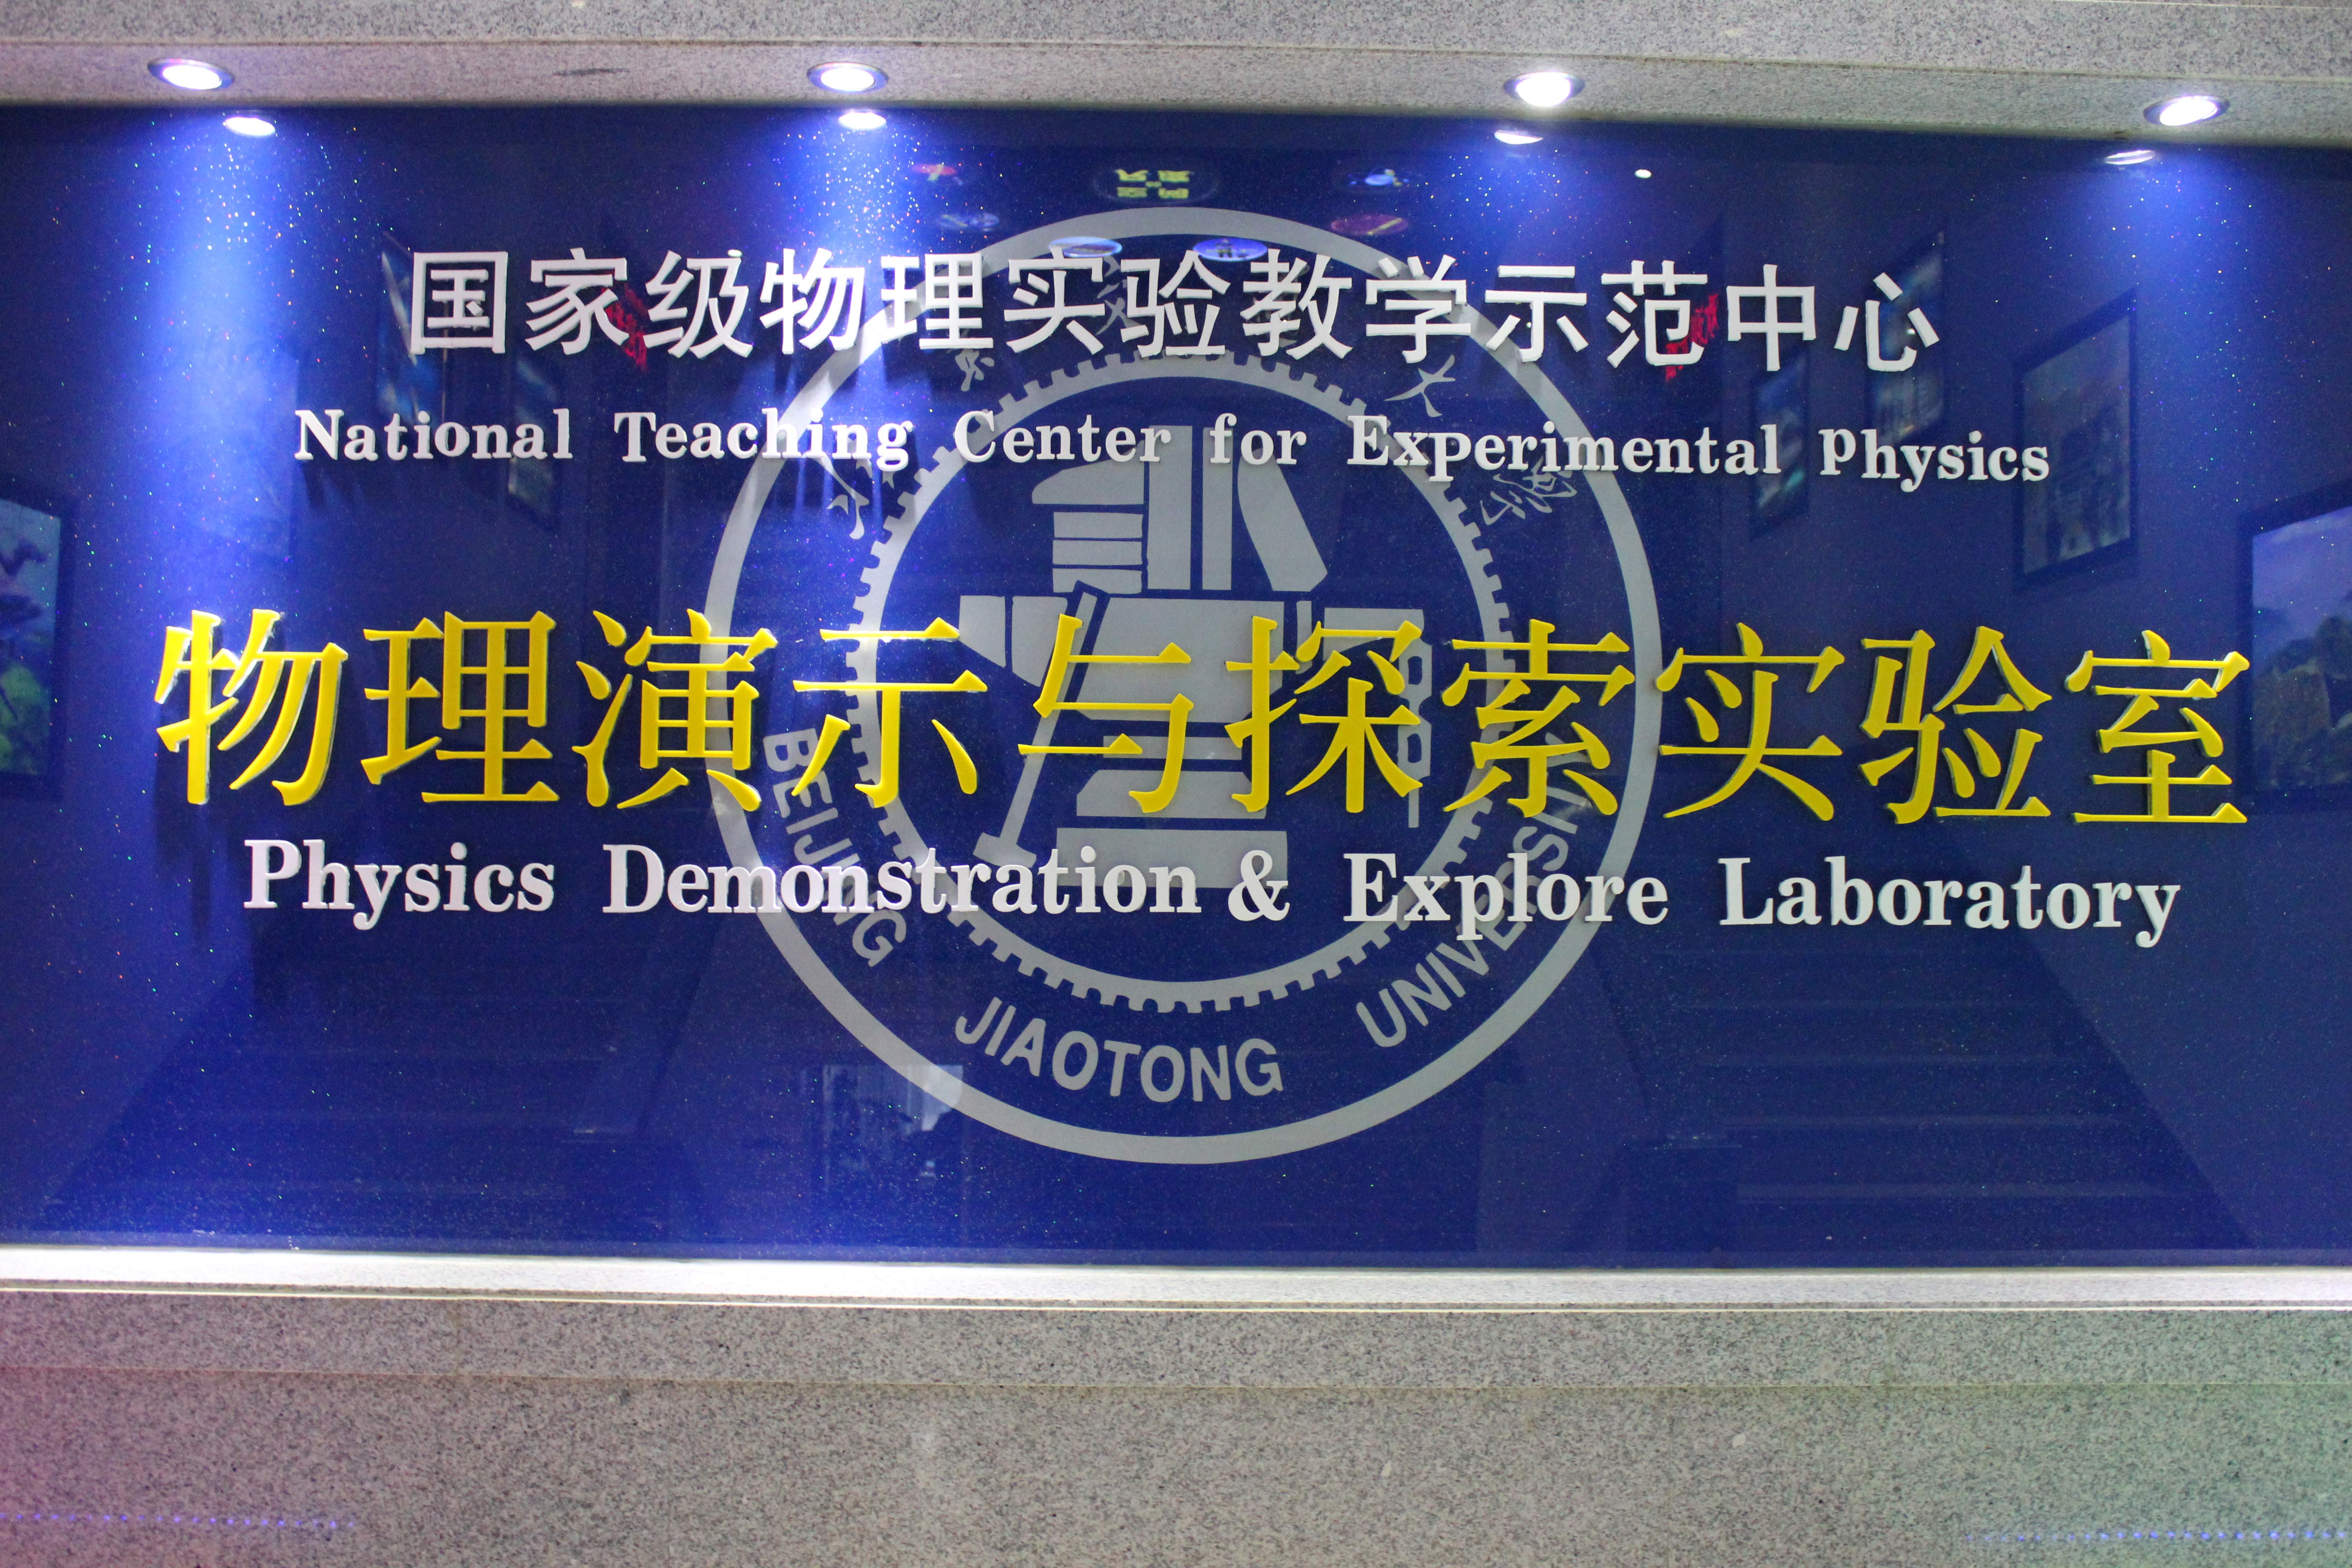 国家级物理实验教学示范中心
National Teaching Center for Experimental Physics
物理演示与探索实验室
Physics Demonstration & Explore Laboratory
BEIJING JIAOTONG UNIVERSITY